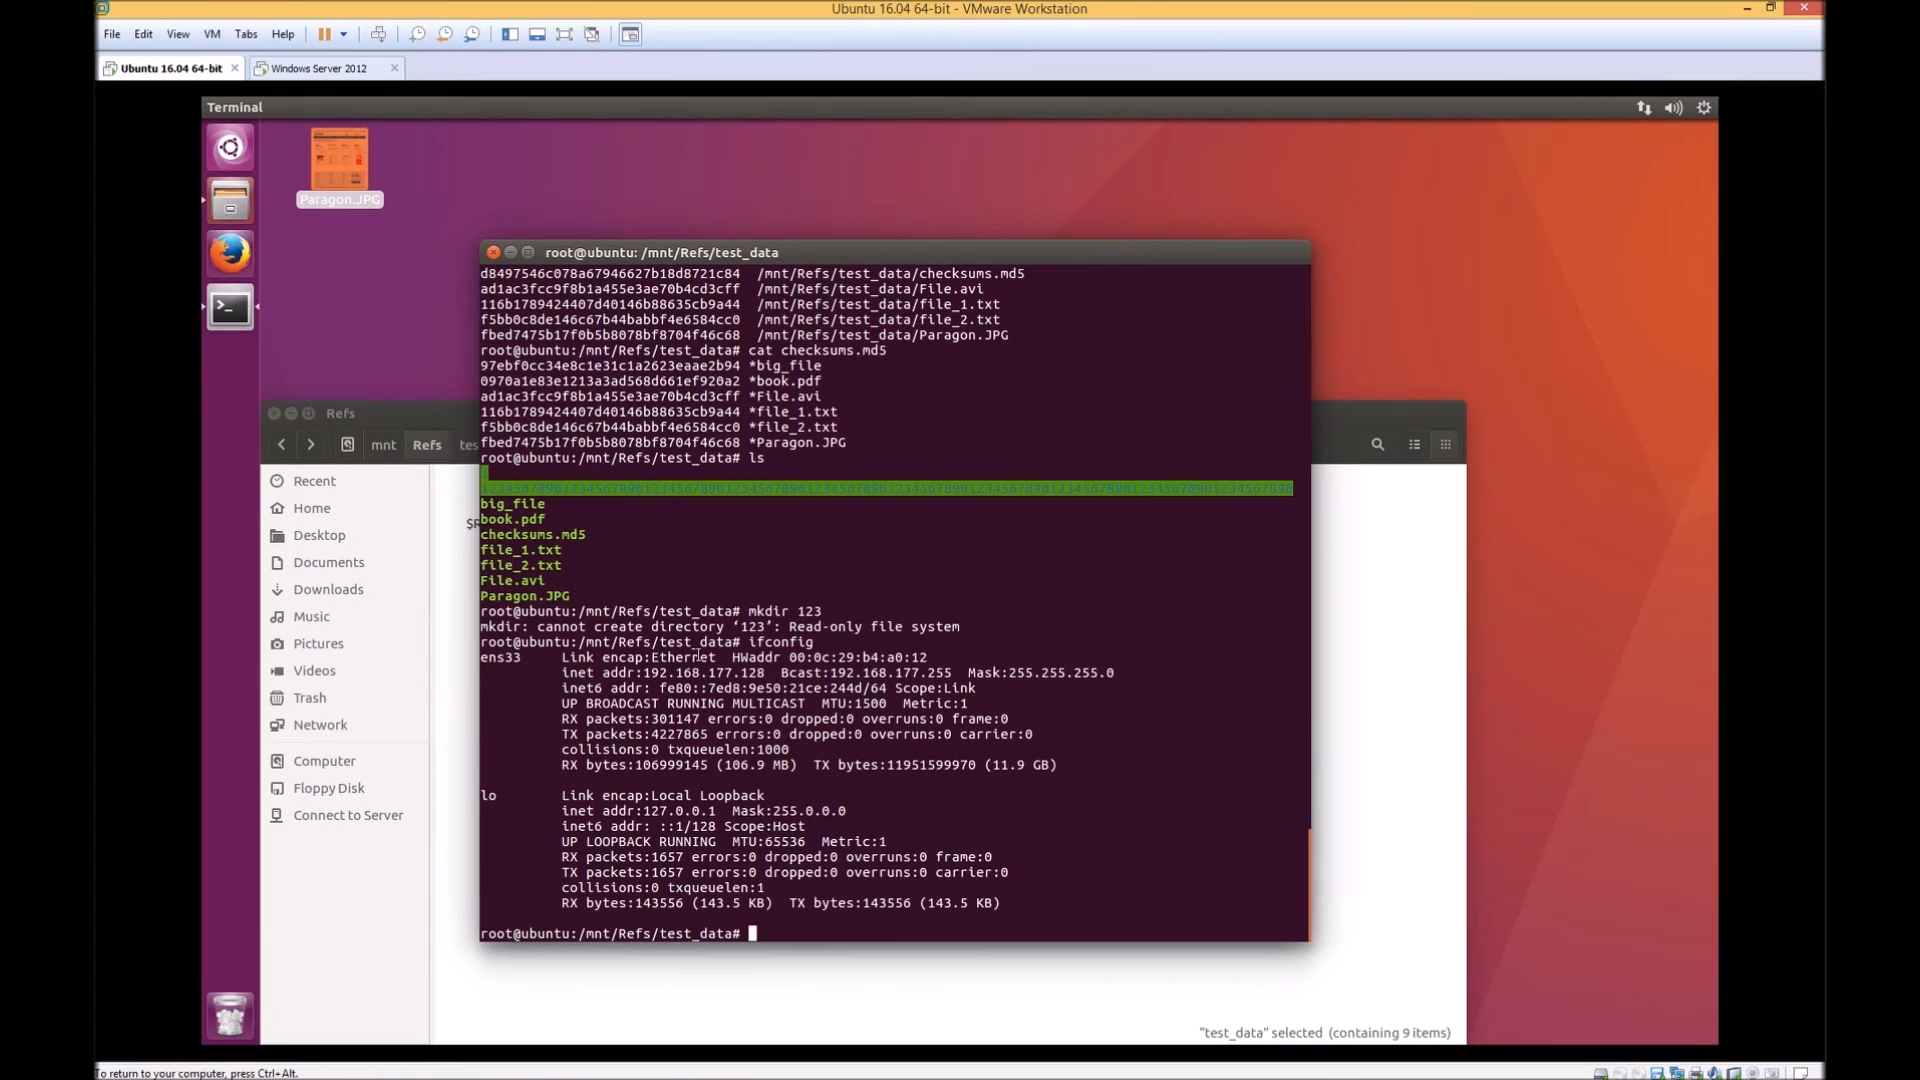 Ubuntu 16.04 64-bit - VMware Workstation
File Edit View VM Tabs Help
Ubuntu 16.04 64-bit
Windows Server 2012
Terminal
Paragon.JPG
root@ubuntu: /mnt/Refs/test_data
d8497546c078a67946627b18d8721c84  /mnt/Refs/test_data/checksums.md5
ad1ac3fcc9f8b1a455e3ae70b4cd3cff  /mnt/Refs/test_data/File.avi
116b1789424407d40146b88635cb9a44  /mnt/Refs/test_data/file_1.txt
f5bb0c8de146c67b44babbf4e6584cc0  /mnt/Refs/test_data/file_2.txt
fbed7475b17f0b5b8078bf8704f46c68  /mnt/Refs/test_data/Paragon.JPG
root@ubuntu:/mnt/Refs/test_data# cat checksums.md5
97ebf0cc34e8c1e31c1a2623eaae2b94 *big_file
0970a1e83e1213a3ad568d661ef920a2 *book.pdf
ad1ac3fcc9f8b1a455e3ae70b4cd3cff *File.avi
116b1789424407d40146b88635cb9a44 *file_1.txt
f5bb0c8de146c67b44babbf4e6584cc0 *file_2.txt
fbed7475b17f0b5b8078bf8704f46c68 *Paragon.JPG
root@ubuntu:/mnt/Refs/test_data# ls
1234567890123456789012345678901234567890123456789012345678901234567890123456789012345678901234567890
big_file
book.pdf
checksums.md5
file_1.txt
file_2.txt
File.avi
Paragon.JPG
root@ubuntu:/mnt/Refs/test_data# mkdir 123
mkdir: cannot create directory ‘123’: Read-only file system
root@ubuntu:/mnt/Refs/test_data# ifconfig
ens33     Link encap:Ethernet  HWaddr 00:0c:29:b4:a0:12
inet addr:192.168.177.128  Bcast:192.168.177.255  Mask:255.255.255.0
inet6 addr: fe80::7ed8:9e50:21ce:244d/64 Scope:Link
UP BROADCAST RUNNING MULTICAST  MTU:1500  Metric:1
RX packets:301147 errors:0 dropped:0 overruns:0 frame:0
TX packets:4227865 errors:0 dropped:0 overruns:0 carrier:0
collisions:0 txqueuelen:1000
RX bytes:106999145 (106.9 MB)  TX bytes:11951599970 (11.9 GB)
lo        Link encap:Local Loopback
inet addr:127.0.0.1  Mask:255.0.0.0
inet6 addr: ::1/128 Scope:Host
UP LOOPBACK RUNNING  MTU:65536  Metric:1
RX packets:1657 errors:0 dropped:0 overruns:0 frame:0
TX packets:1657 errors:0 dropped:0 overruns:0 carrier:0
collisions:0 txqueuelen:1
RX bytes:143556 (143.5 KB)  TX bytes:143556 (143.5 KB)
root@ubuntu:/mnt/Refs/test_data#
Refs
mnt Refs tes
Recent
Home
Desktop
Documents
Downloads
Music
Pictures
Videos
Trash
Network
Computer
Floppy Disk
Connect to Server
“test_data” selected (containing 9 items)
To return to your computer, press Ctrl+Alt.